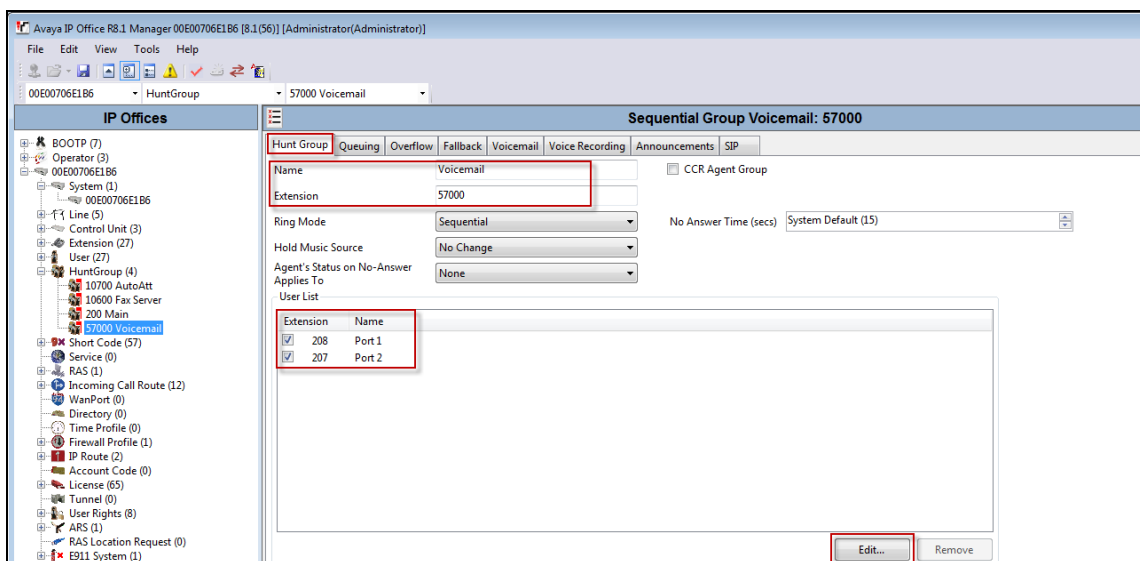 Avaya IP Office R8.1 Manager 00E00706E1B6 [8.1(56)] [Administrator(Administrator)]
File Edit View Tools Help
00E00706E1B6 HuntGroup 57000 Voicemail
IP Offices
BOOTP (7)
Operator (3)
00E00706E1B6
System (1)
00E00706E1B6
Line (5)
Control Unit (3)
Extension (27)
User (27)
HuntGroup (4)
10700 AutoAtt
10600 Fax Server
200 Main
57000 Voicemail
Short Code (57)
Service (0)
RAS (1)
Incoming Call Route (12)
WanPort (0)
Directory (0)
Time Profile (0)
Firewall Profile (1)
IP Route (2)
Account Code (0)
License (65)
Tunnel (0)
User Rights (8)
ARS (1)
RAS Location Request (0)
E911 System (1)
Sequential Group Voicemail: 57000
Hunt Group Queuing Overflow Fallback Voicemail Voice Recording Announcements SIP
Name Voicemail CCR Agent Group
Extension 57000
Ring Mode Sequential No Answer Time (secs) System Default (15)
Hold Music Source No Change
Agent's Status on No-Answer
Applies To None
User List
Extension Name
208 Port 1
207 Port 2
Edit... Remove